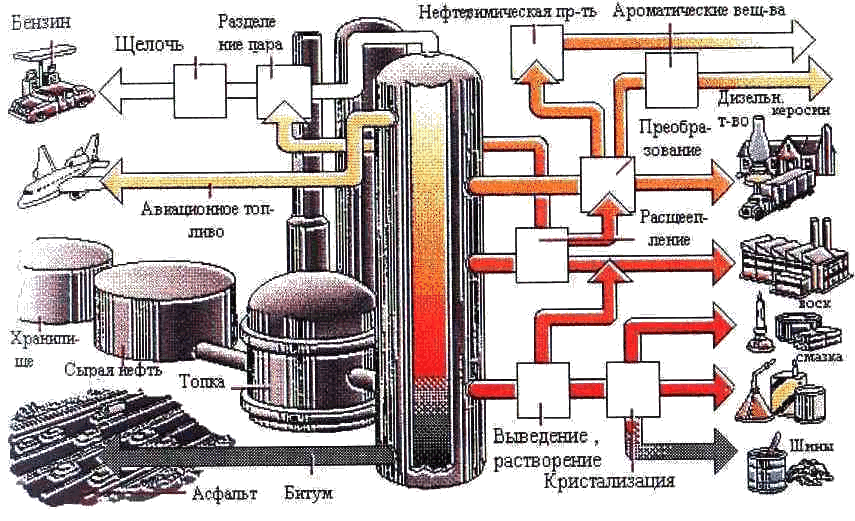 Бензин
Щелочь
Разделе
ние пара
Нефтехимическая пр-ть
Ароматические вещ-ва
Дизельн.
т-во
керосин
Преобра-
зование
Авиационное топ-
ливо
Расщееп-
ление
воск
Хранили-
ще
Сырая нефть
Топка
смазка
Выведение ,
растворение
Кристализация
Шины
Асфальт
Битум